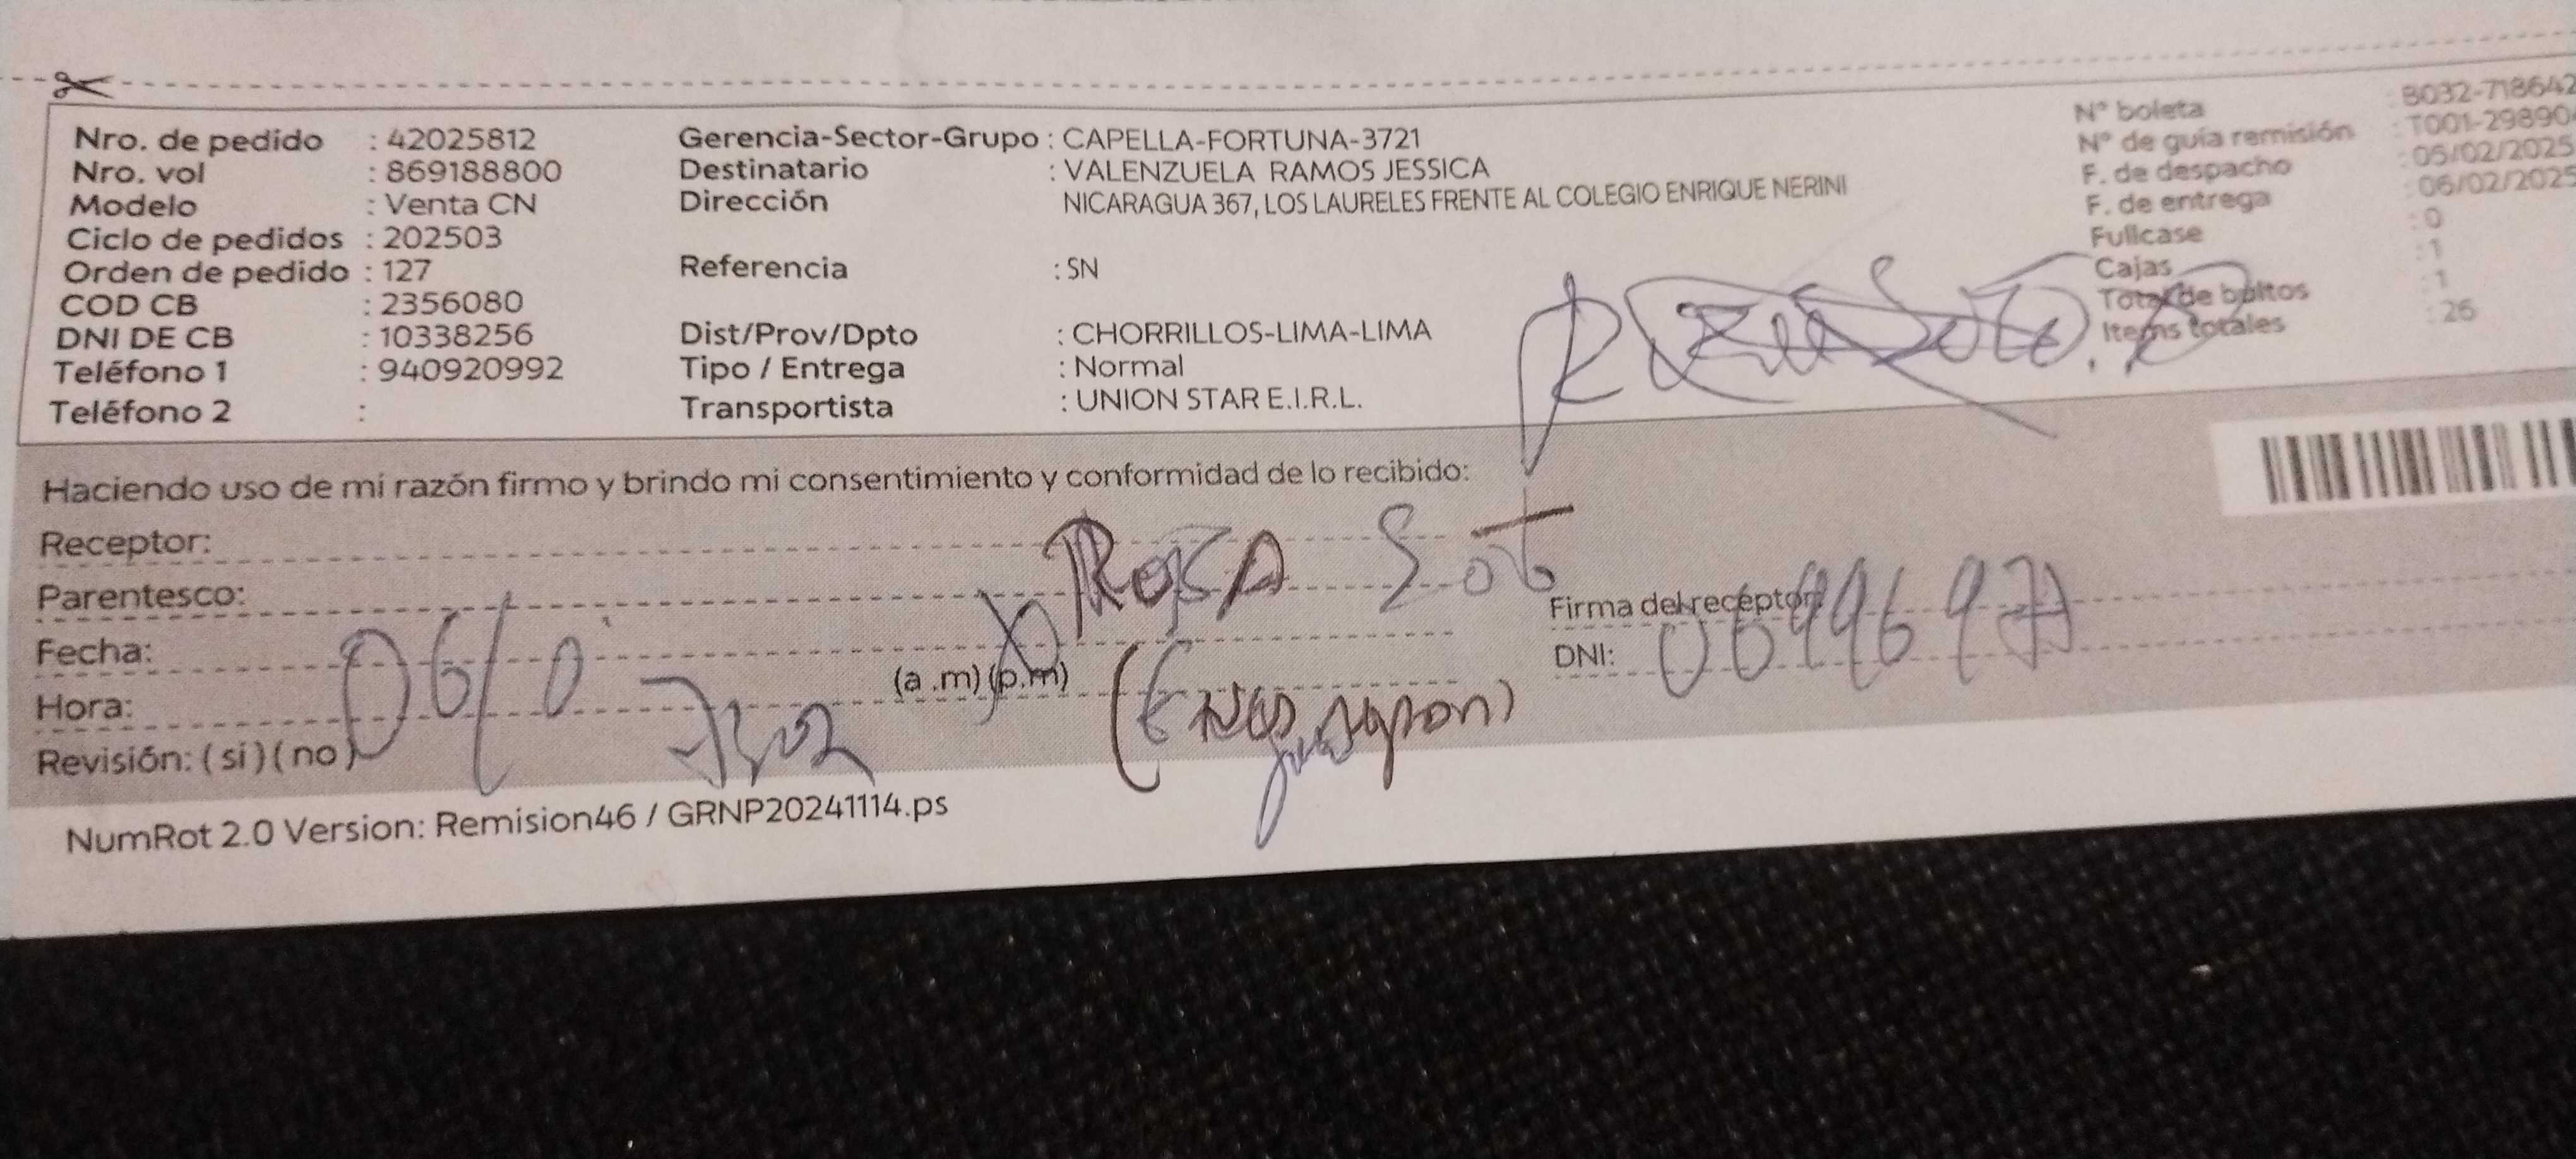 Nro. de pedido : 42025812
Nro. vol : 869188800
Modelo : Venta CN
Ciclo de pedidos : 202503
Orden de pedido : 127
COD CB : 2356080
DNI DE CB : 10338256
Teléfono 1 : 940920992
Teléfono 2 :
Gerencia-Sector-Grupo : CAPELLA-FORTUNA-3721
Destinatario : VALENZUELA RAMOS JESSICA
Dirección NICARAGUA 367, LOS LAURELES FRENTE AL COLEGIO ENRIQUE NERINI
Referencia : SN
Dist/Prov/Dpto : CHORRILLOS-LIMA-LIMA
Tipo / Entrega : Normal
Transportista : UNION STAR E.I.R.L.
N° boleta : B032-718642
N° de guía remisión : T001-29890
F. de despacho : 05/02/2025
F. de entrega : 06/02/2025
Fullcase : 0
Cajas : 1
Total de bultos : 1
Items totales : 26
Haciendo uso de mi razón firmo y brindo mi consentimiento y conformidad de lo recibido:
Receptor: ROSA Soto
Parentesco:
Fecha:
Hora: (a .m) (p.m)
Revisión: ( si ) ( no )
Firma del receptor
DNI:
NumRot 2.0 Version: Remision46 / GRNP20241114.ps